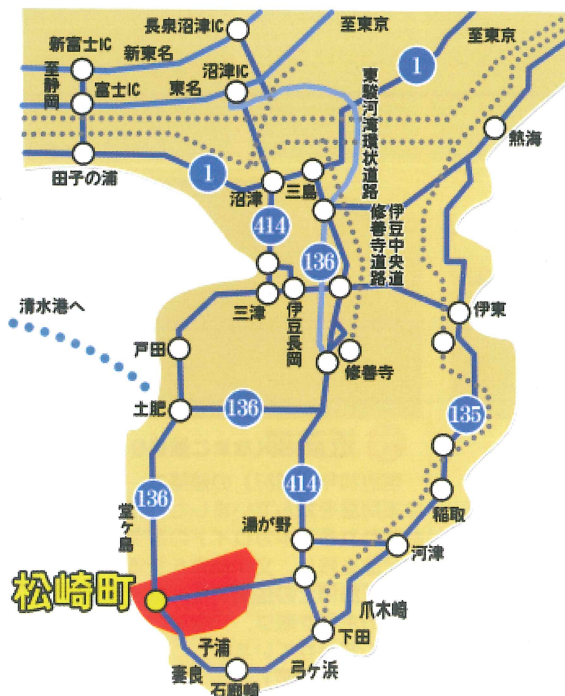 長泉沼津IC
至東京
至東京
新富士IC
新東名
沼津IC
1
至静岡
富士IC
東名
東駿河湾環状道路
熱海
田子の浦
1
沼津
三島
414
136
修善寺道路
伊豆中央道
清水港へ
三津
伊豆長岡
伊東
戸田
修善寺
土肥
136
135
136
414
堂ヶ島
湯が野
稲取
河津
松崎町
爪木崎
下田
子浦
妻良
石廊崎
弓ヶ浜